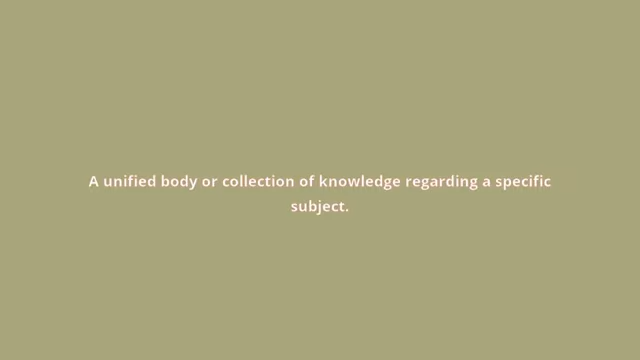 A unified body or collection of knowledge regarding a specific
subject.